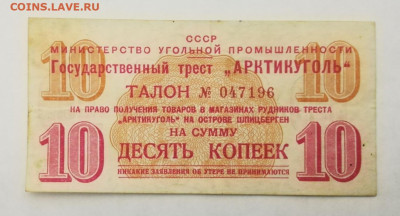 СОИНС.LAVE.RU
СССР
МИНИСТЕРСТВО УГОЛЬНОЙ ПРОМЫШЛЕННОСТИ
10 Государственный трест „АРКТИКУГОЛЬ“ 10
ТАЛОН № 047196
НА ПРАВО ПОЛУЧЕНИЯ ТОВАРОВ В МАГАЗИНАХ РУДНИКОВ ТРЕСТА
„АРКТИКУГОЛЬ“ НА ОСТРОВЕ ШПИЦБЕРГЕН
НА СУММУ
10 ДЕСЯТЬ КОПЕЕК 10
НИКАКИЕ ЗАЯВЛЕНИЯ ОБ УТЕРЕ НЕ ПРИНИМАЮТСЯ